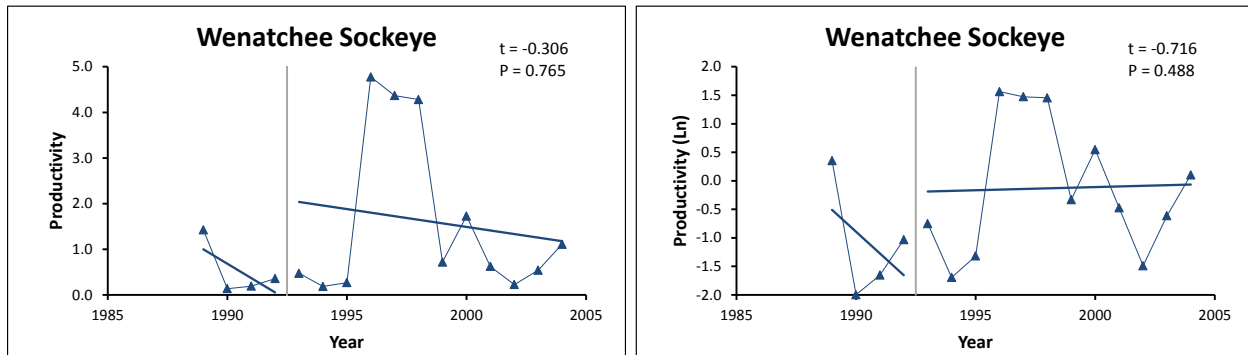 Wenatchee Sockeye
t = -0.306
P = 0.765
5.0
4.0
3.0
2.0
1.0
0.0
Productivity
1985
1990
1995
2000
2005
Year
Wenatchee Sockeye
t = -0.716
P = 0.488
2.0
1.5
1.0
0.5
0.0
-0.5
-1.0
-1.5
-2.0
Productivity (Ln)
1985
1990
1995
2000
2005
Year